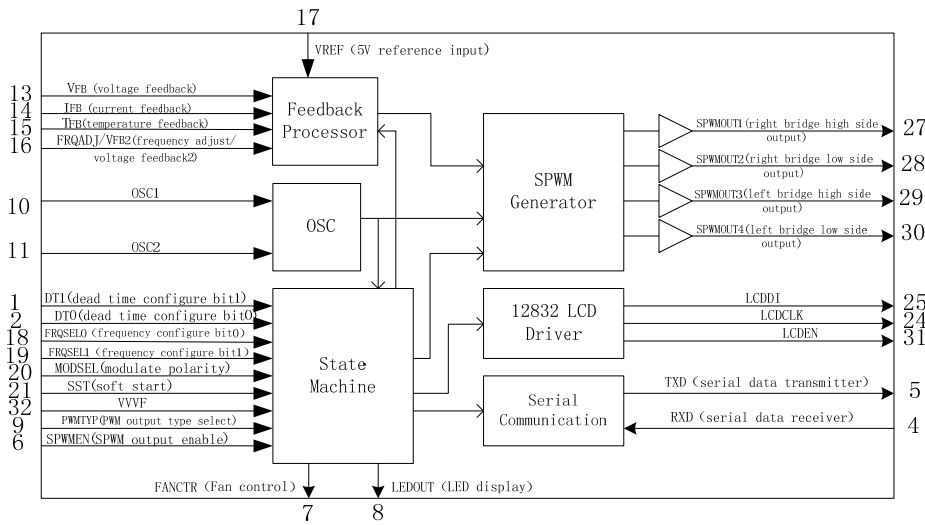 17
VREF (5V reference input)
13
VFB (voltage feedback)
14
IFB (current feedback)
15
TFB(temperature feedback)
16
FRQADJ/VFB2(frequency adjust/
voltage feedback2)
Feedback
Processor
10
OSC1
11
OSC2
OSC
SPWM
Generator
SPWMOUT1(right bridge high side
output)
27
SPWMOUT2(right bridge low side
output)
28
SPWMOUT3(left bridge high side
output)
29
SPWMOUT4(left bridge low side
output)
30
1
DT1(dead time configure bit1)
2
DT0(dead time configure bit0)
18
FRQSEL0 (frequency configure bit0)
19
FRQSEL1 (frequency configure bit1)
20
MODSEL(modulate polarity)
21
SST(soft start)
32
VVVF
9
PWMTYP(PWM output type select)
6
SPWMEN(SPWM output enable)
State
Machine
12832 LCD
Driver
LCDDI
25
LCDCLK
24
LCDEN
31
Serial
Communication
TXD (serial data transmitter)
5
RXD (serial data receiver)
4
FANCTR (Fan control)
7
LEDOUT (LED display)
8